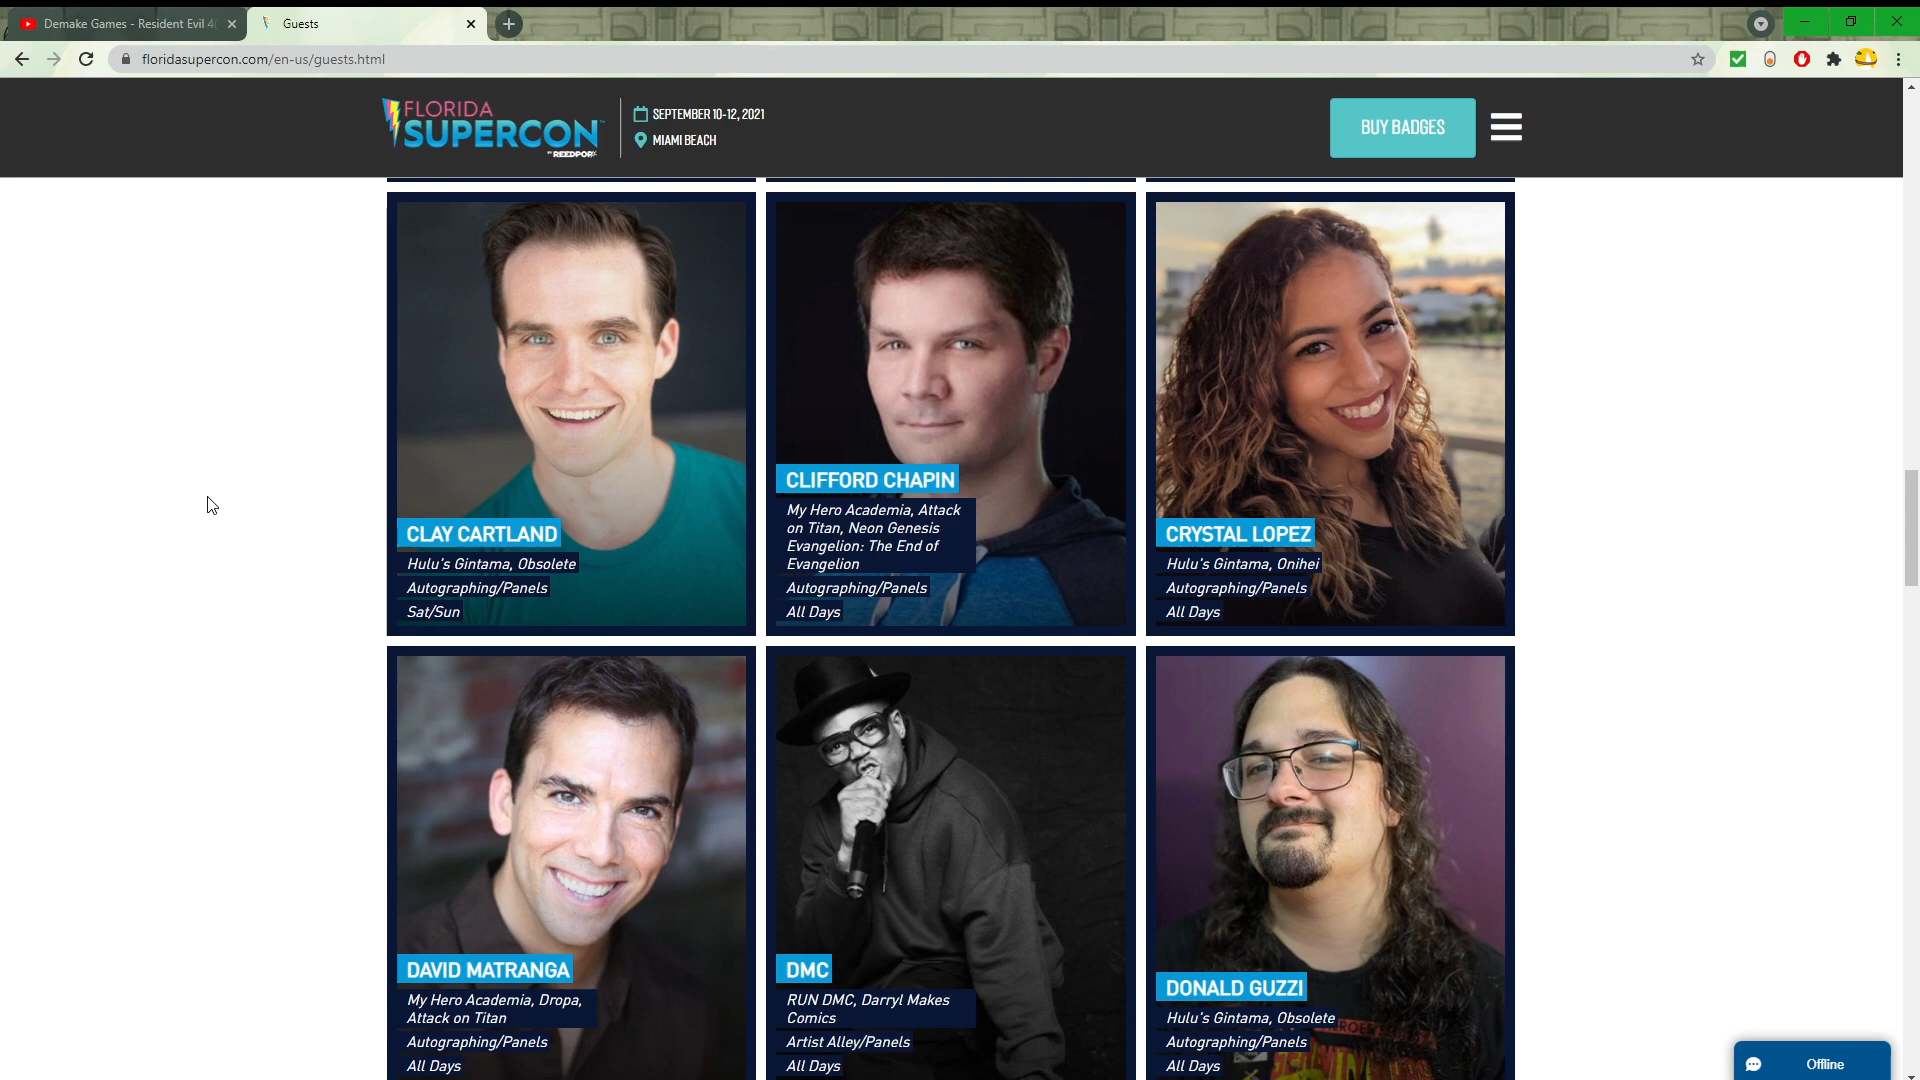 Demake Games - Resident Evil 4
Guests
floridasupercon.com/en-us/guests.html
FLORIDA
SUPERCON
BY REEDPOP
SEPTEMBER 10-12, 2021
MIAMI BEACH
BUY BADGES
CLAY CARTLAND
Hulu's Gintama, Obsolete
Autographing/Panels
Sat/Sun
CLIFFORD CHAPIN
My Hero Academia, Attack
on Titan, Neon Genesis
Evangelion: The End of
Evangelion
Autographing/Panels
All Days
CRYSTAL LOPEZ
Hulu's Gintama, Onihei
Autographing/Panels
All Days
DAVID MATRANGA
My Hero Academia, Dropa,
Attack on Titan
Autographing/Panels
All Days
DMC
RUN DMC, Darryl Makes
Comics
Artist Alley/Panels
All Days
DONALD GUZZI
Hulu's Gintama, Obsolete
Autographing/Panels
All Days
Offline